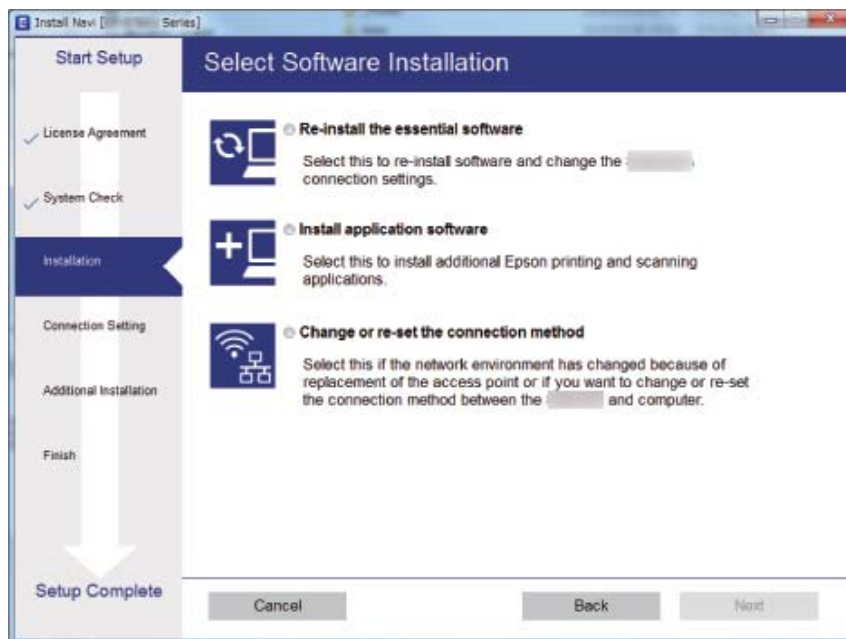 Install Navi [ Series]
Start Setup
License Agreement
System Check
Installation
Connection Setting
Additional Installation
Finish
Setup Complete
Select Software Installation
Re-install the essential software
Select this to re-install software and change the
connection settings.
Install application software
Select this to install additional Epson printing and scanning
applications.
Change or re-set the connection method
Select this if the network environment has changed because of
replacement of the access point or if you want to change or re-set
the connection method between the and computer.
Cancel
Back
Next